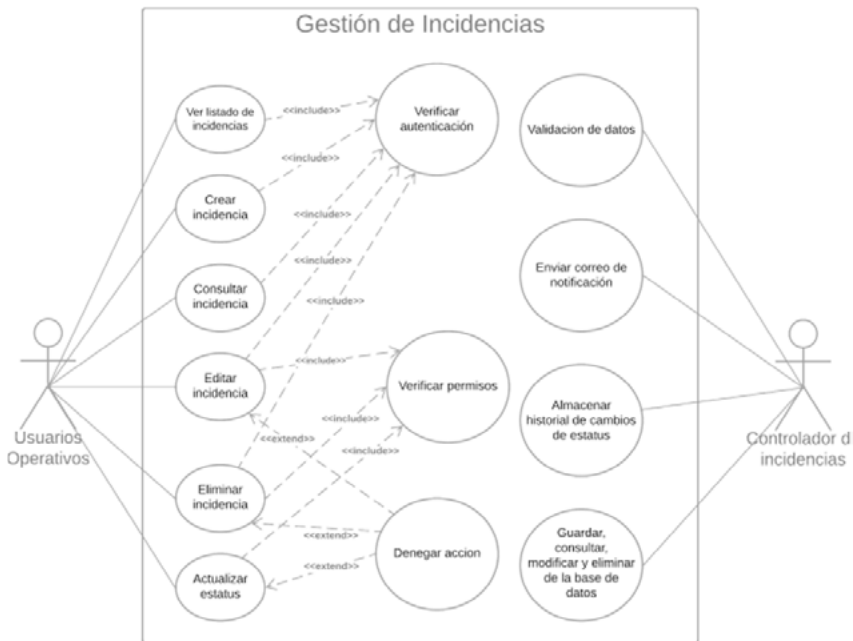 Gestión de Incidencias
Ver listado de
incidencias
<<include>>
Verificar
autenticación
Validacion de datos
<<include>>
Crear
incidencia
<<include>>
<<include>>
Enviar correo de
notificación
Consultar
incidencia
<<include>>
<<include>>
Editar
incidencia
Verificar permisos
<<include>>
Almacenar
historial de cambios
de estatus
<<extend>>
<<include>>
Usuarios
Operativos
Controlador d
incidencias
Eliminar
incidencia
<<extend>>
Denegar accion
Guardar,
consultar,
modificar y eliminar
de la base de
datos
<<extend>>
Actualizar
estatus